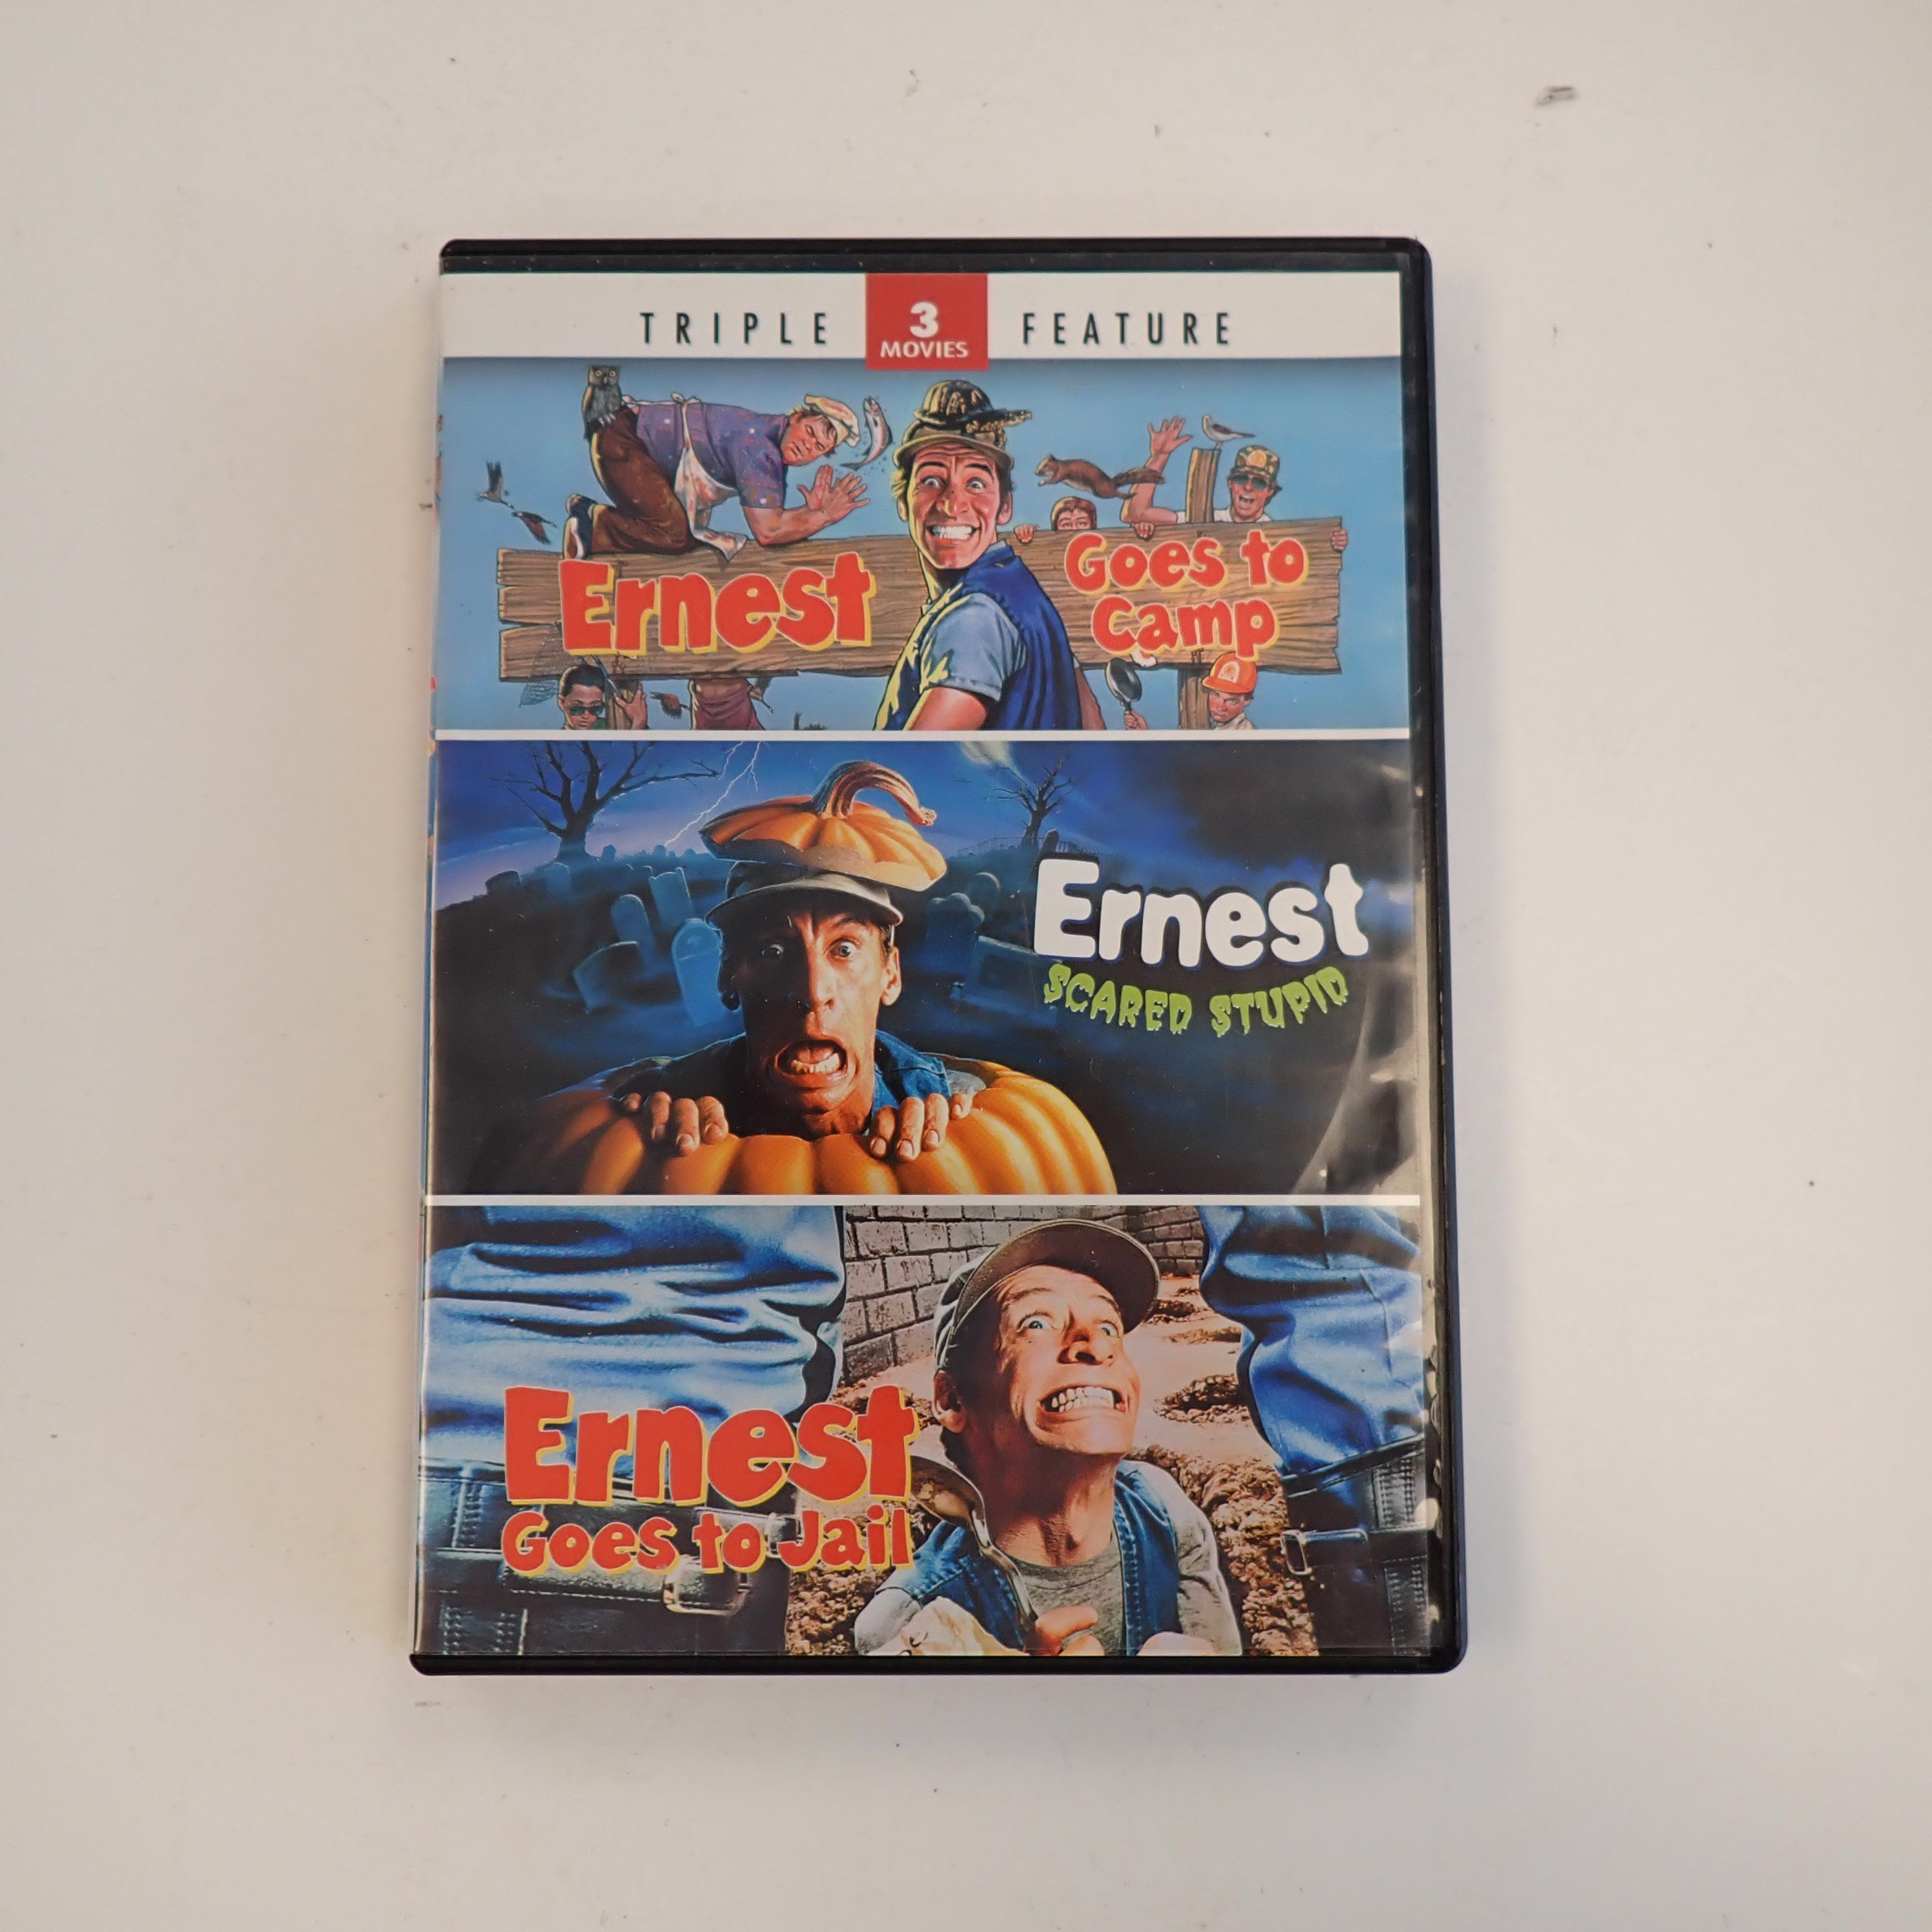 TRIPLE 3 MOVIES FEATURE
Ernest Goes to Camp
Ernest
SCARED STUPID
Ernest
Goes to Jail